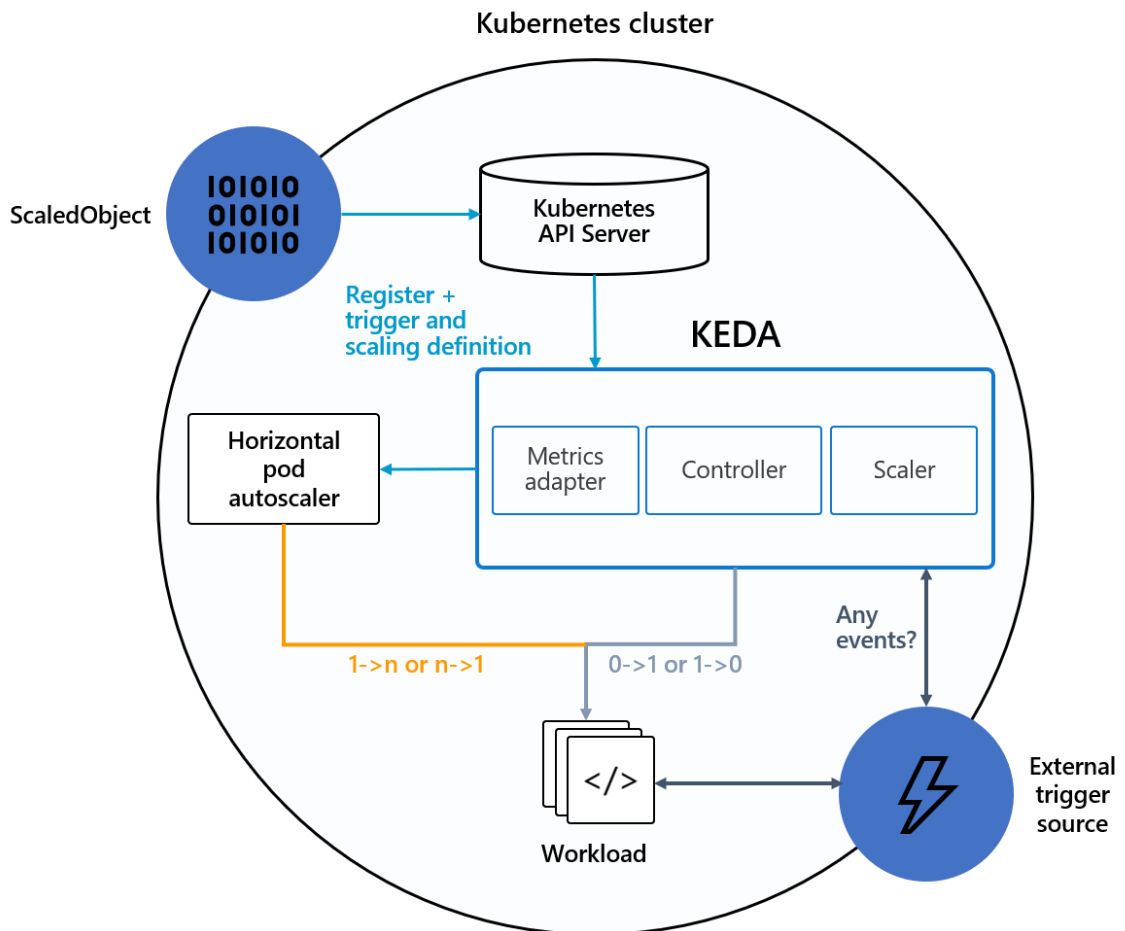 Kubernetes cluster
101010
010101
101010
ScaledObject
Kubernetes
API Server
Register +
trigger and
scaling definition
KEDA
Horizontal
pod
autoscaler
Metrics
adapter
Controller
Scaler
Any
events?
1->n or n->1
0->1 or 1->0
</>
Workload
External
trigger
source